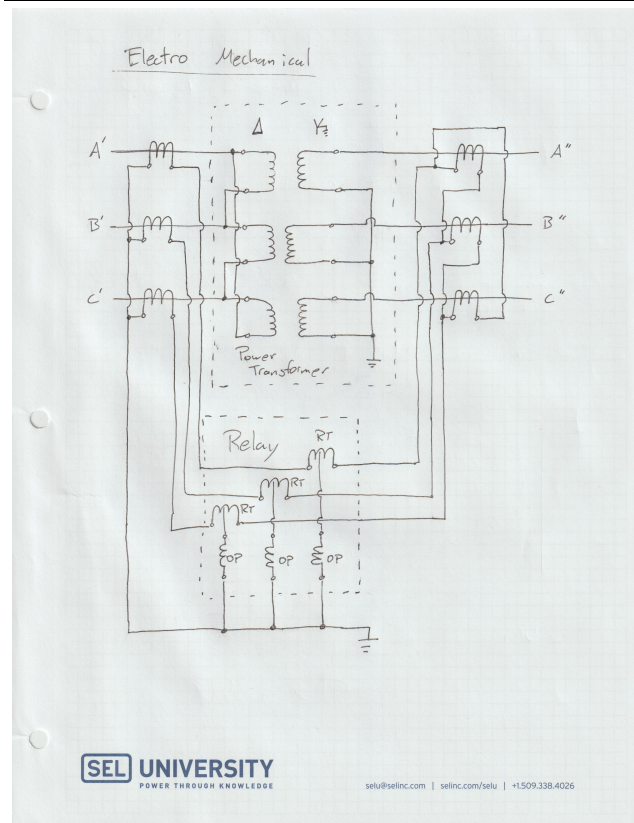 Electro Mechanical
Δ Y
A' A"
B' B"
C' C"
Power
Transformer
Relay RT
RT
RT
OP OP OP
SEL UNIVERSITY
POWER THROUGH KNOWLEDGE
selu@selinc.com | selinc.com/selu | +1.509.338.4026